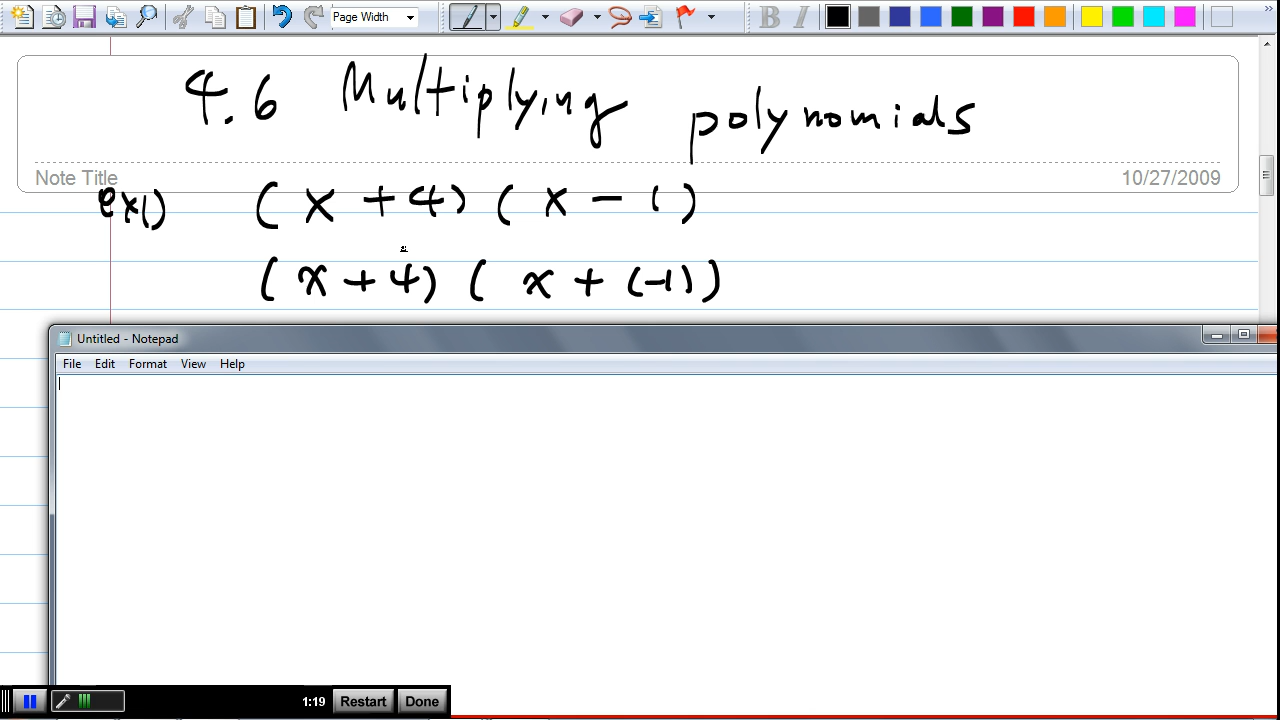 Page Width
B I
4.6 Multiplying polynomials
Note Title 10/27/2009
ex1) (x + 4) (x - 1)
(x + 4) (x + (-1))
Untitled - Notepad
File Edit Format View Help
1:19 Restart Done